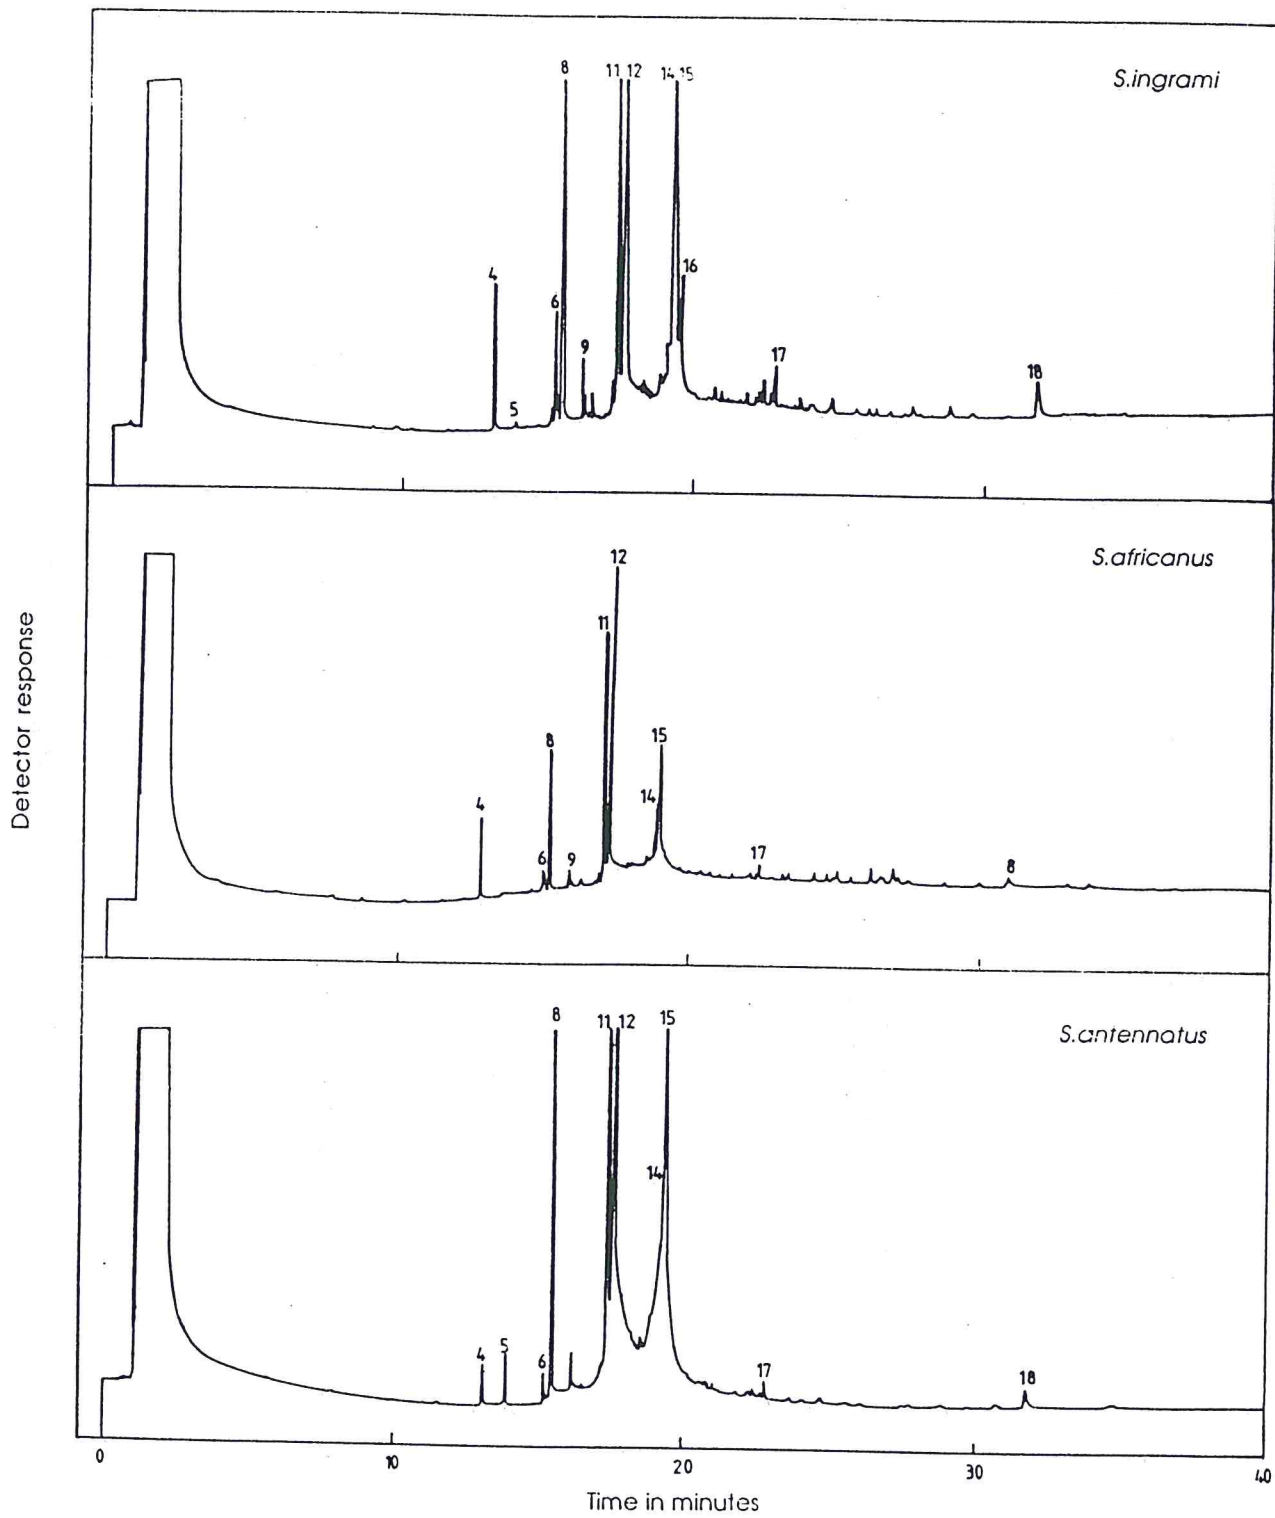 8 11 12 14 15
S.ingrami
4 6 16
9 17
5 18
12
S.africanus
11
8 15
4 14
6 9 17 8
8 11 12 15
S.antennatus
14
4 5 6 17 18
0 10 20 30 40
Time in minutes
Detector response